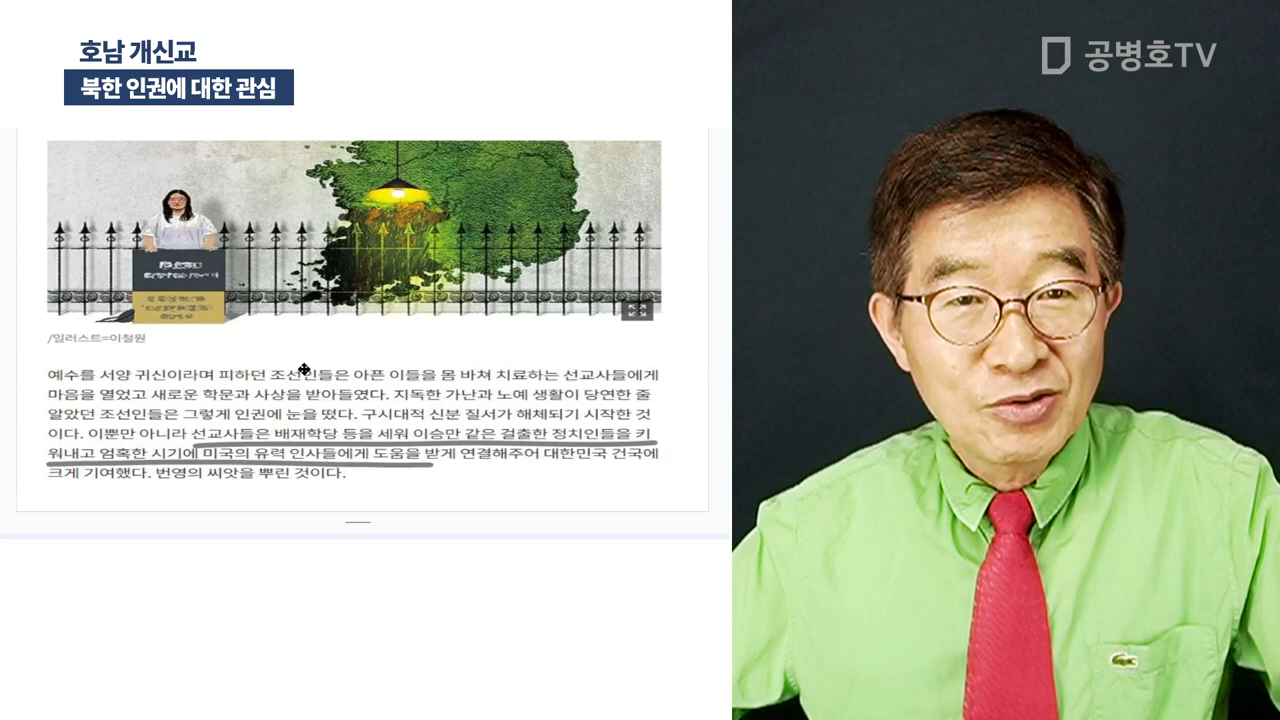 호남 개신교
북한 인권에 대한 관심
공병호TV
/일러스트=이철원
예수를 서양 귀신이라며 피하던 조선인들은 아픈 이들을 몸 바쳐 치료하는 선교사들에게
마음을 열었고 새로운 학문과 사상을 받아들였다. 지독한 가난과 노예 생활이 당연한 줄
알았던 조선인들은 그렇게 인권에 눈을 떴다. 구시대적 신분 질서가 해체되기 시작한 것
이다. 이뿐만 아니라 선교사들은 배재학당 등을 세워 이승만 같은 걸출한 정치인들을 키
워내고 엄혹한 시기에 미국의 유력 인사들에게 도움을 받게 연결해주어 대한민국 건국에
크게 기여했다. 번영의 씨앗을 뿌린 것이다.